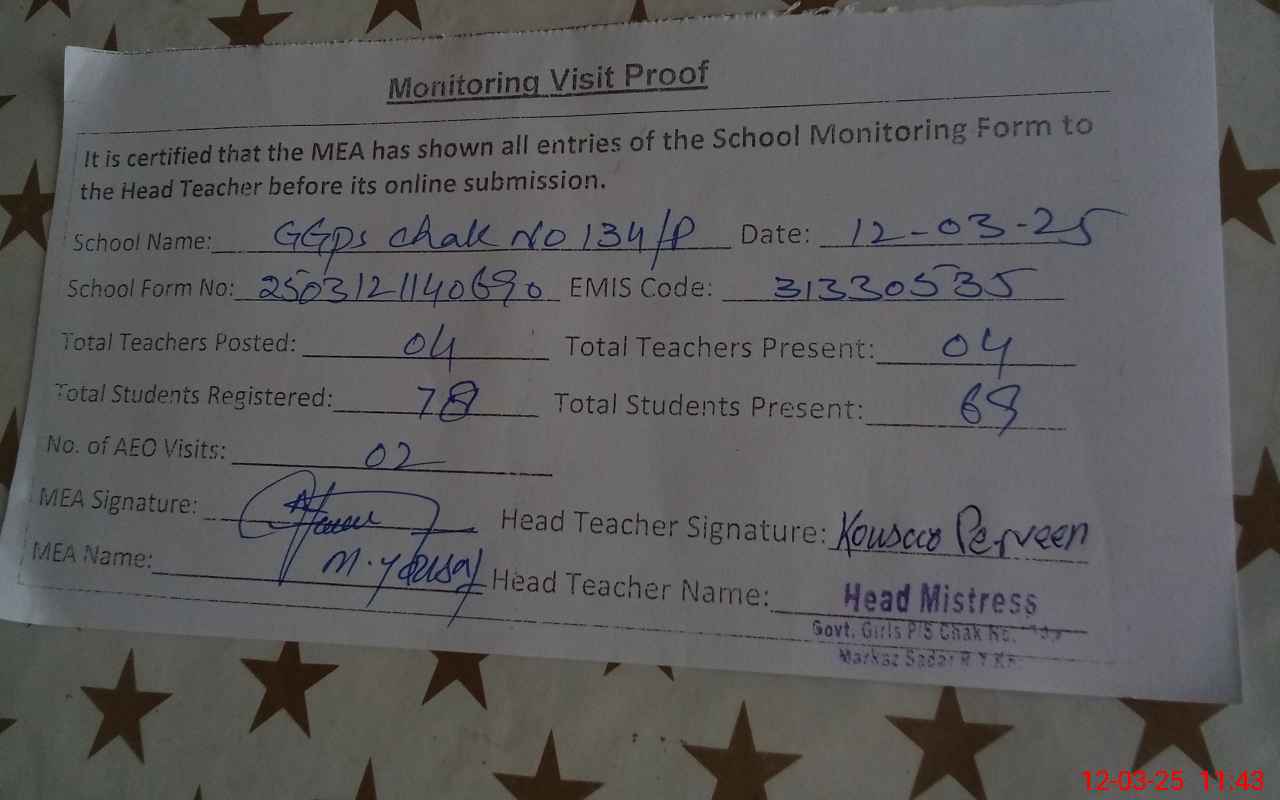 Monitoring Visit Proof
It is certified that the MEA has shown all entries of the School Monitoring Form to
the Head Teacher before its online submission.
School Name: GGPS chak No 134/P Date: 12-03-25
School Form No: 2503121140690 EMIS Code: 31330535
Total Teachers Posted: 04 Total Teachers Present: 04
Total Students Registered: 78 Total Students Present: 69
No. of AEO Visits: 02
MEA Signature: Head Teacher Signature: Perveen
MEA Name: M. Yousaf Head Teacher Name: Head Mistress
Govt. Girls P/S Chak No.
Markaz Sadar R.Y.K
12-03-25 11:43